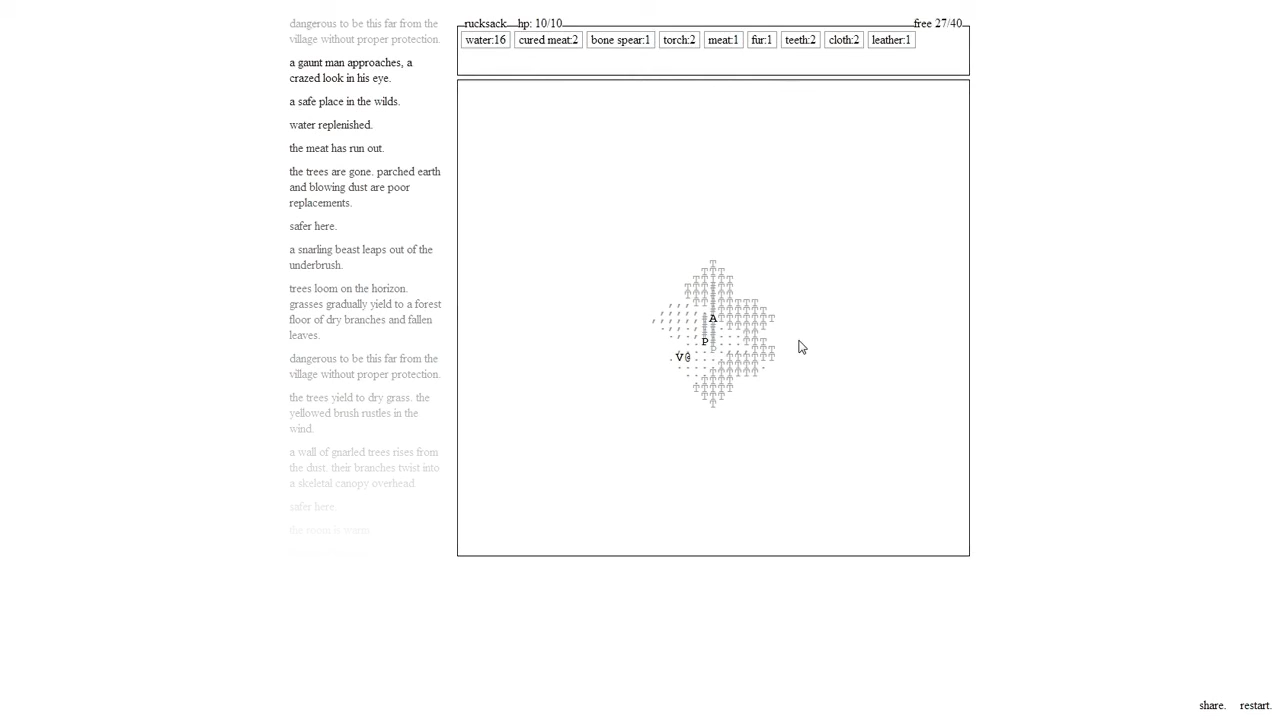 dangerous to be this far from the
village without proper protection.
a gaunt man approaches, a
crazed look in his eye.
a safe place in the wilds.
water replenished.
the meat has run out.
the trees are gone. parched earth
and blowing dust are poor
replacements.
safer here.
a snarling beast leaps out of the
underbrush.
trees loom on the horizon.
grasses gradually yield to a forest
floor of dry branches and fallen
leaves.
dangerous to be this far from the
village without proper protection.
the trees yield to dry grass. the
yellowed brush rustles in the
wind.
a wall of gnarled trees rises from
the dust. their branches twist into
a skeletal canopy overhead
safer here.
the room is warm
rucksack hp: 10/10 free 27/40
water:16 cured meat:2 bone spear:1 torch:2 meat:1 fur:1 teeth:2 cloth:2 leather:1
A
P
P
V@
share. restart.